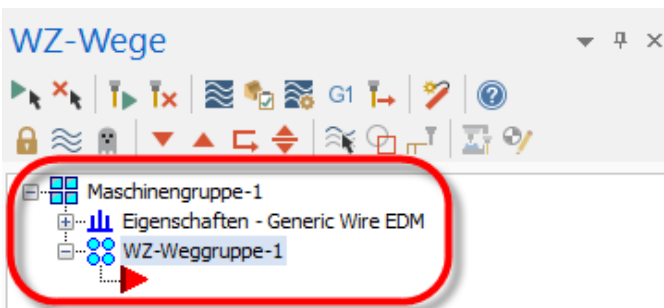 WZ-Wege
G1
Maschinengruppe-1
Eigenschaften - Generic Wire EDM
WZ-Weggruppe-1